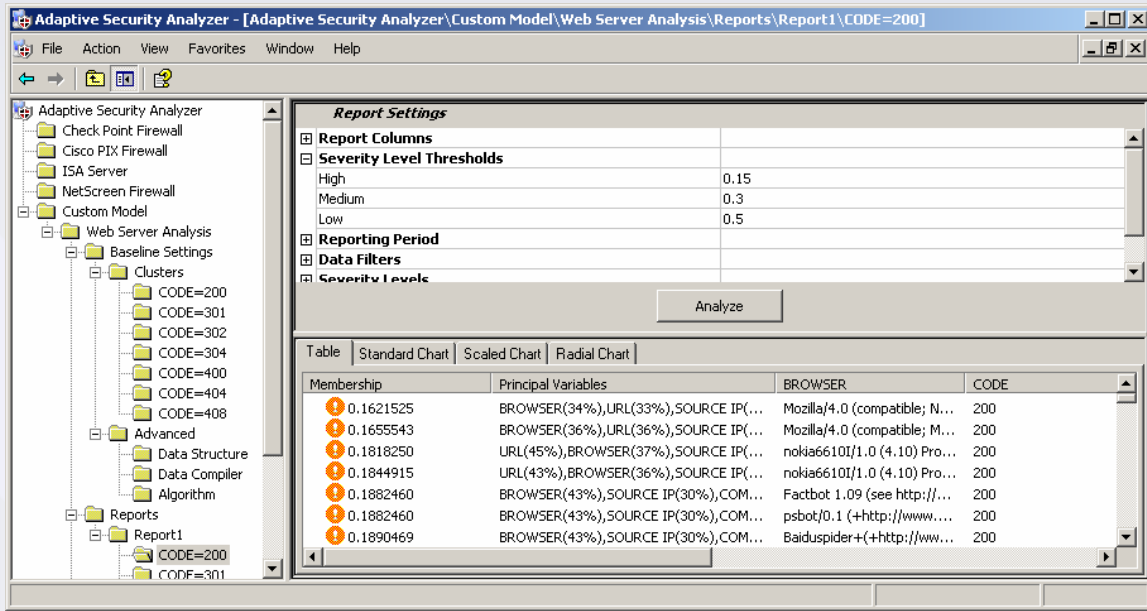 Adaptive Security Analyzer - [Adaptive Security Analyzer\Custom Model\Web Server Analysis\Reports\Report1\CODE=200]
File Action View Favorites Window Help
Adaptive Security Analyzer
Check Point Firewall
Cisco PIX Firewall
ISA Server
NetScreen Firewall
Custom Model
Web Server Analysis
Baseline Settings
Clusters
CODE=200
CODE=301
CODE=302
CODE=304
CODE=400
CODE=404
CODE=408
Advanced
Data Structure
Data Compiler
Algorithm
Reports
Report1
CODE=200
CODE=301
Report Settings
Report Columns
Severity Level Thresholds
High 0.15
Medium 0.3
Low 0.5
Reporting Period
Data Filters
Severity Levels
Analyze
Table Standard Chart Scaled Chart Radial Chart
Membership Principal Variables BROWSER CODE
0.1621525 BROWSER(34%),URL(33%),SOURCE IP(... Mozilla/4.0 (compatible; N... 200
0.1655543 BROWSER(36%),URL(36%),SOURCE IP(... Mozilla/4.0 (compatible; M... 200
0.1818250 URL(45%),BROWSER(37%),SOURCE IP(... nokia6610I/1.0 (4.10) Pro... 200
0.1844915 URL(43%),BROWSER(36%),SOURCE IP(... nokia6610I/1.0 (4.10) Pro... 200
0.1882460 BROWSER(43%),SOURCE IP(30%),COM... Factbot 1.09 (see http://... 200
0.1882460 BROWSER(43%),SOURCE IP(30%),COM... psbot/0.1 (+http://www.... 200
0.1890469 BROWSER(43%),SOURCE IP(30%),COM... Baiduspider+(+http://ww... 200